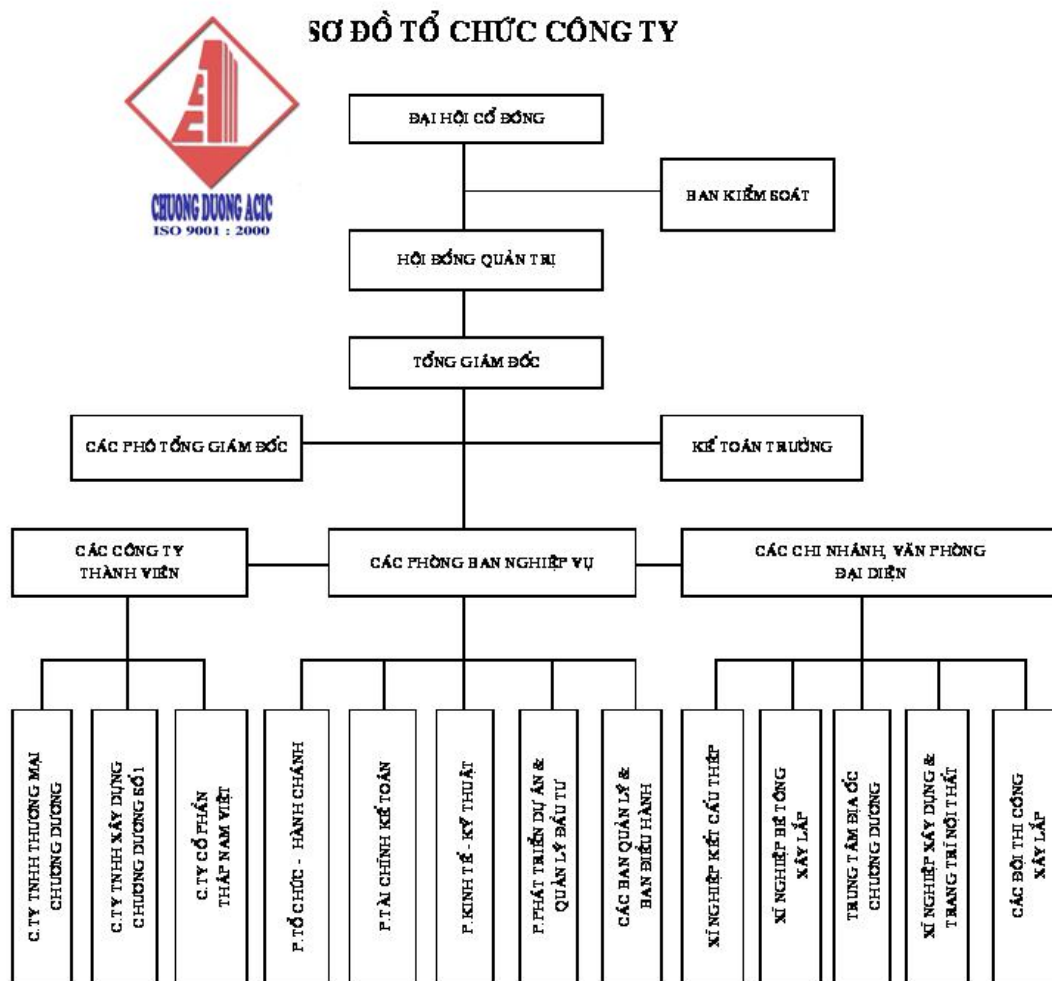 SƠ ĐỒ TỔ CHỨC CÔNG TY
CHUONG DUONG ACIC
ISO 9001 : 2000
ĐẠI HỘI CỔ ĐÔNG
BAN KIỂM SOÁT
HỘI ĐỒNG QUẢN TRỊ
TỔNG GIÁM ĐỐC
CÁC PHÓ TỔNG GIÁM ĐỐC
KẾ TOÁN TRƯỞNG
CÁC CÔNG TY
THÀNH VIÊN
CÁC PHÒNG BAN NGHIỆP VỤ
CÁC CHI NHÁNH, VĂN PHÒNG
ĐẠI DIỆN
C.TY TNHH THƯƠNG MẠI
CHƯƠNG DƯƠNG
C.TY TNHH XÂY DỰNG
CHƯƠNG DƯƠNG SỐ 1
C.TY CỔ PHẦN
THÁP NAM VIỆT
P.TỔ CHỨC - HÀNH CHÁNH
P.TÀI CHÍNH KẾ TOÁN
P.KINH TẾ - KỸ THUẬT
P.PHÁT TRIỂN DỰ ÁN &
QUẢN LÝ ĐẦU TƯ
CÁC BAN QUẢN LÝ &
BAN ĐIỀU HÀNH
XÍ NGHIỆP KẾT CẤU THÉP
XÍ NGHIỆP BÊ TÔNG
XÂY LẮP
TRUNG TÂM ĐỊA ỐC
CHƯƠNG DƯƠNG
XÍ NGHIỆP XÂY DỰNG &
TRANG TRÍ NỘI THẤT
CÁC ĐỘI THI CÔNG
XÂY LẮP